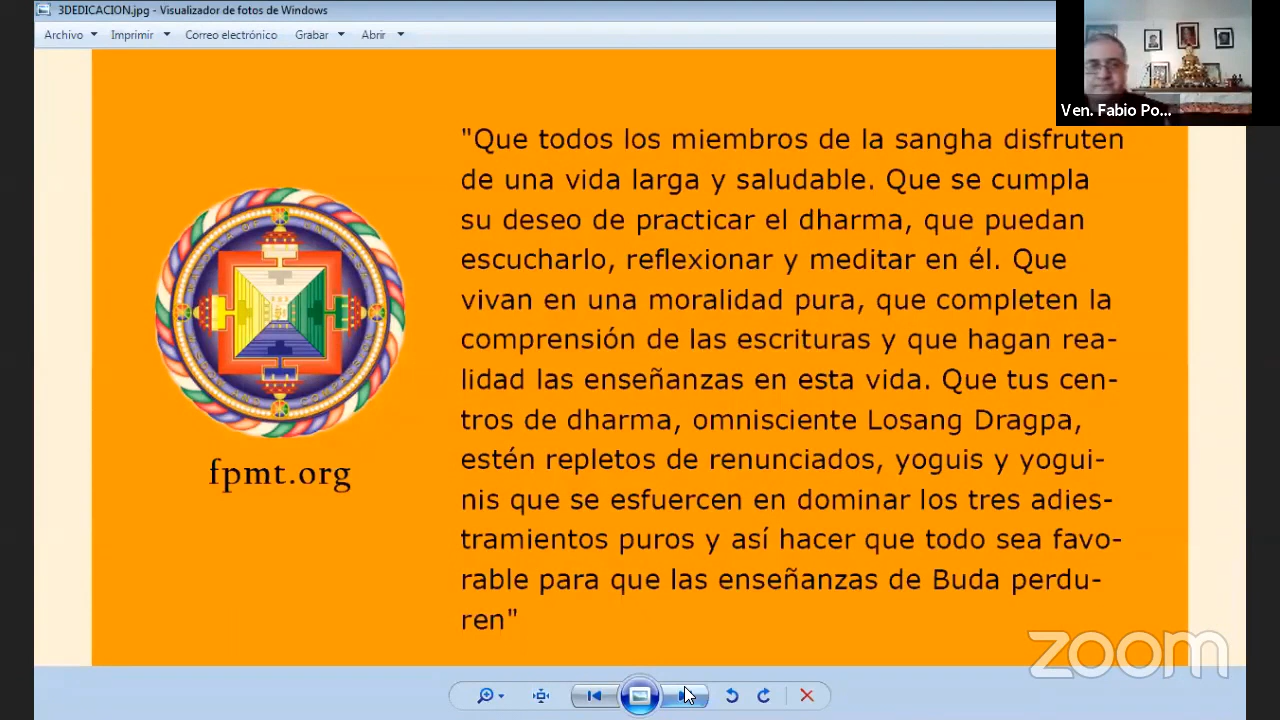 3DEDICACION.jpg - Visualizador de fotos de Windows
Archivo Imprimir Correo electrónico Grabar Abrir
Ven. Fabio Po...
"Que todos los miembros de la sangha disfruten
de una vida larga y saludable. Que se cumpla
su deseo de practicar el dharma, que puedan
escucharlo, reflexionar y meditar en él. Que
vivan en una moralidad pura, que completen la
comprensión de las escrituras y que hagan rea-
lidad las enseñanzas en esta vida. Que tus cen-
tros de dharma, omnisciente Losang Dragpa,
estén repletos de renunciados, yoguis y yogui-
nis que se esfuercen en dominar los tres adies-
tramientos puros y así hacer que todo sea favo-
rable para que las enseñanzas de Buda perdu-
ren"
fpmt.org
zoom